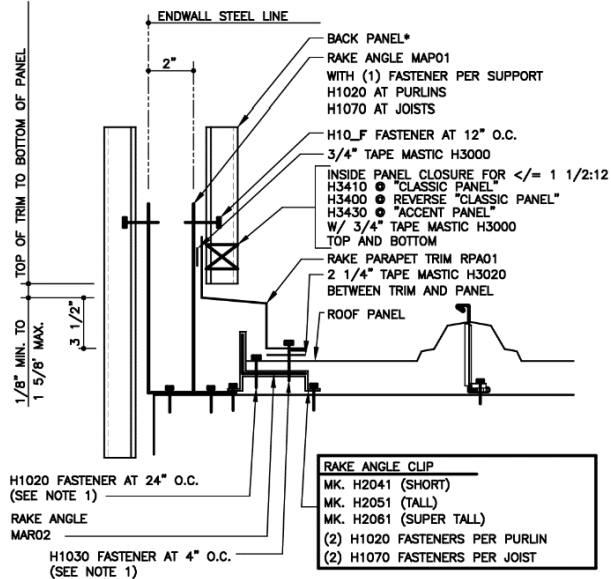 ENDWALL STEEL LINE
2"
BACK PANEL*
RAKE ANGLE MAP01
WITH (1) FASTENER PER SUPPORT
H1020 AT PURLINS
H1070 AT JOISTS
H10_F FASTENER AT 12" O.C.
3/4" TAPE MASTIC H3000
INSIDE PANEL CLOSURE FOR </= 1 1/2:12
H3410 @ "CLASSIC PANEL"
H3400 @ REVERSE "CLASSIC PANEL"
H3430 @ "ACCENT PANEL"
W/ 3/4" TAPE MASTIC H3000
TOP AND BOTTOM
RAKE PARAPET TRIM RPA01
2 1/4" TAPE MASTIC H3020
BETWEEN TRIM AND PANEL
ROOF PANEL
TOP OF TRIM TO BOTTOM OF PANEL
1/8" MIN. TO
1 5/8' MAX.
3 1/2"
H1020 FASTENER AT 24" O.C.
(SEE NOTE 1)
RAKE ANGLE
MAR02
H1030 FASTENER AT 4" O.C.
(SEE NOTE 1)
RAKE ANGLE CLIP
MK. H2041 (SHORT)
MK. H2051 (TALL)
MK. H2061 (SUPER TALL)
(2) H1020 FASTENERS PER PURLIN
(2) H1070 FASTENERS PER JOIST